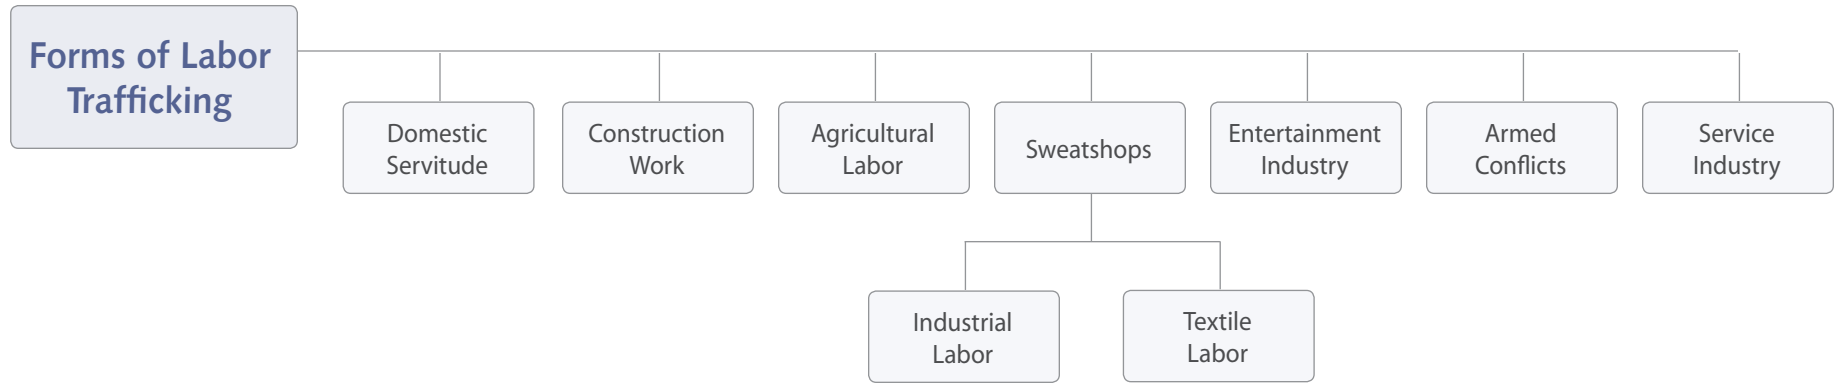 Forms of Labor
Trafficking
Domestic
Servitude
Construction
Work
Agricultural
Labor
Sweatshops
Entertainment
Industry
Armed
Conflicts
Service
Industry
Industrial
Labor
Textile
Labor